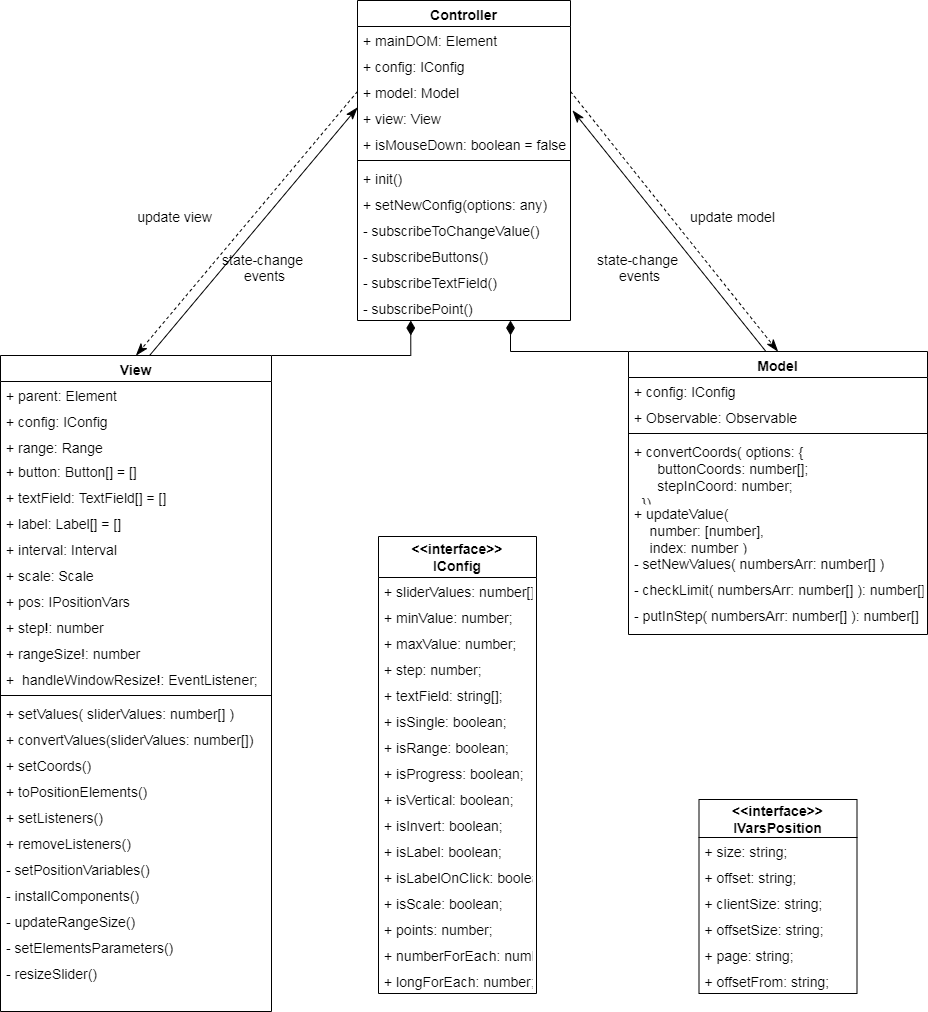 Controller
+ mainDOM: Element
+ config: IConfig
+ model: Model
+ view: View
+ isMouseDown: boolean = false
+ init()
+ setNewConfig(options: any)
- subscribeToChangeValue()
- subscribeButtons()
- subscribeTextField()
- subscribePoint()
update view
state-change
events
update model
state-change
events
View
+ parent: Element
+ config: IConfig
+ range: Range
+ button: Button[] = []
+ textField: TextField[] = []
+ label: Label[] = []
+ interval: Interval
+ scale: Scale
+ pos: IPositionVars
+ step!: number
+ rangeSize!: number
+ handleWindowResize!: EventListener;
+ setValues( sliderValues: number[] )
+ convertValues(sliderValues: number[])
+ setCoords()
+ toPositionElements()
+ setListeners()
+ removeListeners()
- setPositionVariables()
- installComponents()
- updateRangeSize()
- setElementsParameters()
- resizeSlider()
Model
+ config: IConfig
+ Observable: Observable
+ convertCoords( options: {
buttonCoords: number[];
stepInCoord: number;
})
+ updateValue(
number: [number],
index: number )
- setNewValues( numbersArr: number[] )
- checkLimit( numbersArr: number[] ): number[]
- putInStep( numbersArr: number[] ): number[]
<<interface>>
IConfig
+ sliderValues: number[]
+ minValue: number;
+ maxValue: number;
+ step: number;
+ textField: string[];
+ isSingle: boolean;
+ isRange: boolean;
+ isProgress: boolean;
+ isVertical: boolean;
+ isInvert: boolean;
+ isLabel: boolean;
+ isLabelOnClick: boole
+ isScale: boolean;
+ points: number;
+ numberForEach: num
+ longForEach: number;
<<interface>>
IVarsPosition
+ size: string;
+ offset: string;
+ clientSize: string;
+ offsetSize: string;
+ page: string;
+ offsetFrom: string;